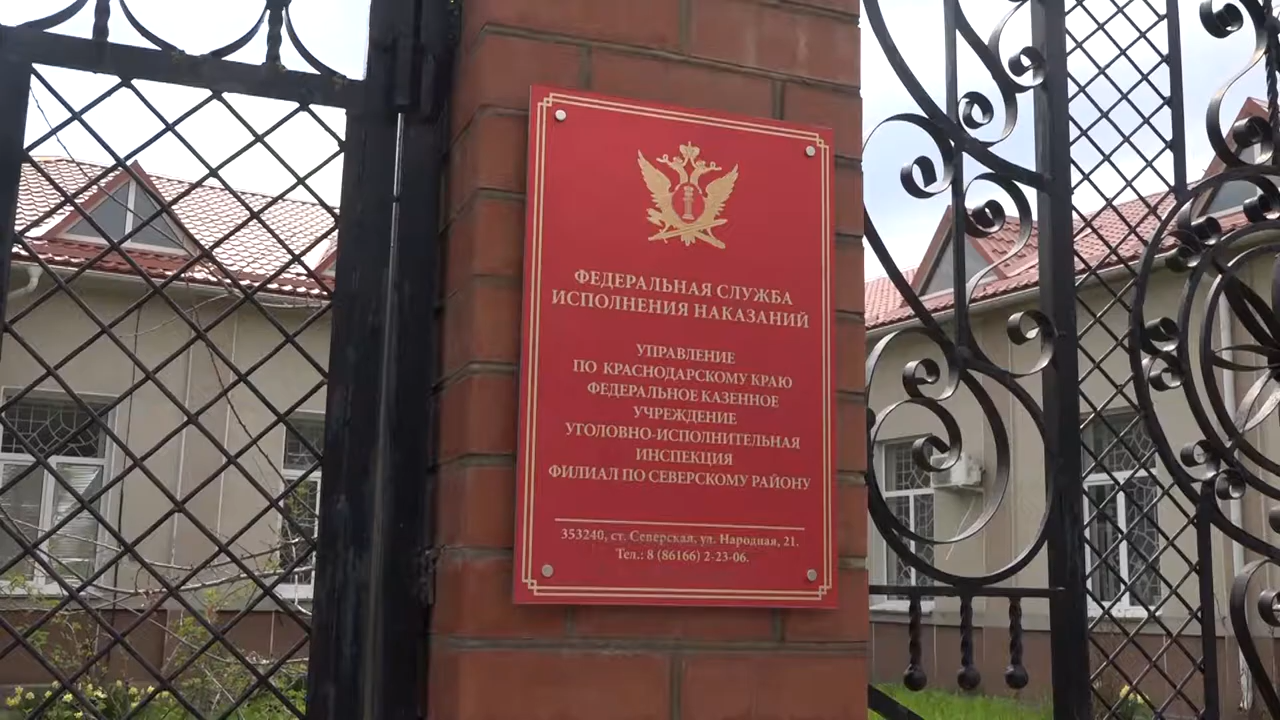 ФЕДЕРАЛЬНАЯ СЛУЖБА
ИСПОЛНЕНИЯ НАКАЗАНИЙ
УПРАВЛЕНИЕ
ПО КРАСНОДАРСКОМУ КРАЮ
ФЕДЕРАЛЬНОЕ КАЗЕННОЕ
УЧРЕЖДЕНИЕ
УГОЛОВНО-ИСПОЛНИТЕЛЬНАЯ
ИНСПЕКЦИЯ
ФИЛИАЛ ПО СЕВЕРСКОМУ РАЙОНУ
353240, ст. Северская, ул. Народная, 21.
Тел.: 8 (86166) 2-23-06.